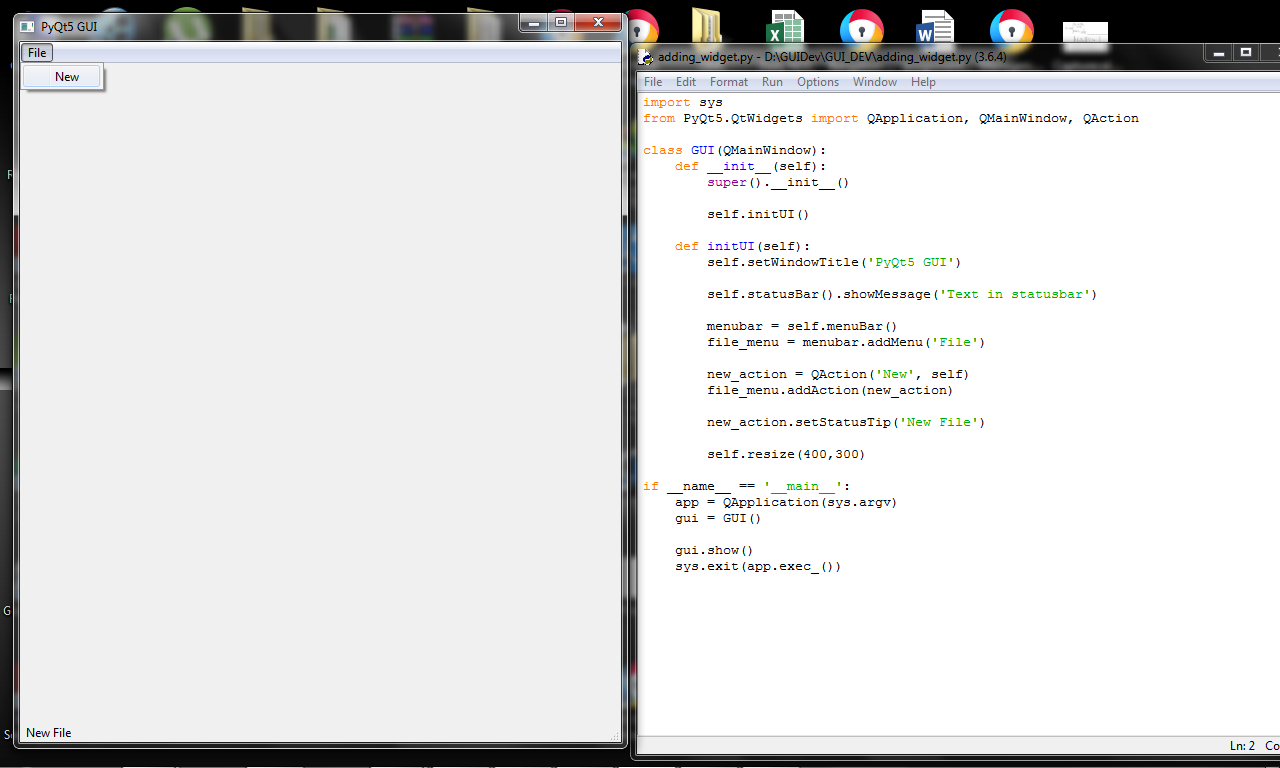 PyQt5 GUI
File
New
New File
adding_widget.py - D:\GUIDev\GUI_DEV\adding_widget.py (3.6.4)
File Edit Format Run Options Window Help
import sys
from PyQt5.QtWidgets import QApplication, QMainWindow, QAction
class GUI(QMainWindow):
    def __init__(self):
        super().__init__()
        self.initUI()
    def initUI(self):
        self.setWindowTitle('PyQt5 GUI')
        self.statusBar().showMessage('Text in statusbar')
        menubar = self.menuBar()
        file_menu = menubar.addMenu('File')
        new_action = QAction('New', self)
        file_menu.addAction(new_action)
        new_action.setStatusTip('New File')
        self.resize(400,300)
if __name__ == '__main__':
    app = QApplication(sys.argv)
    gui = GUI()
    gui.show()
    sys.exit(app.exec_())
Ln: 2 Co